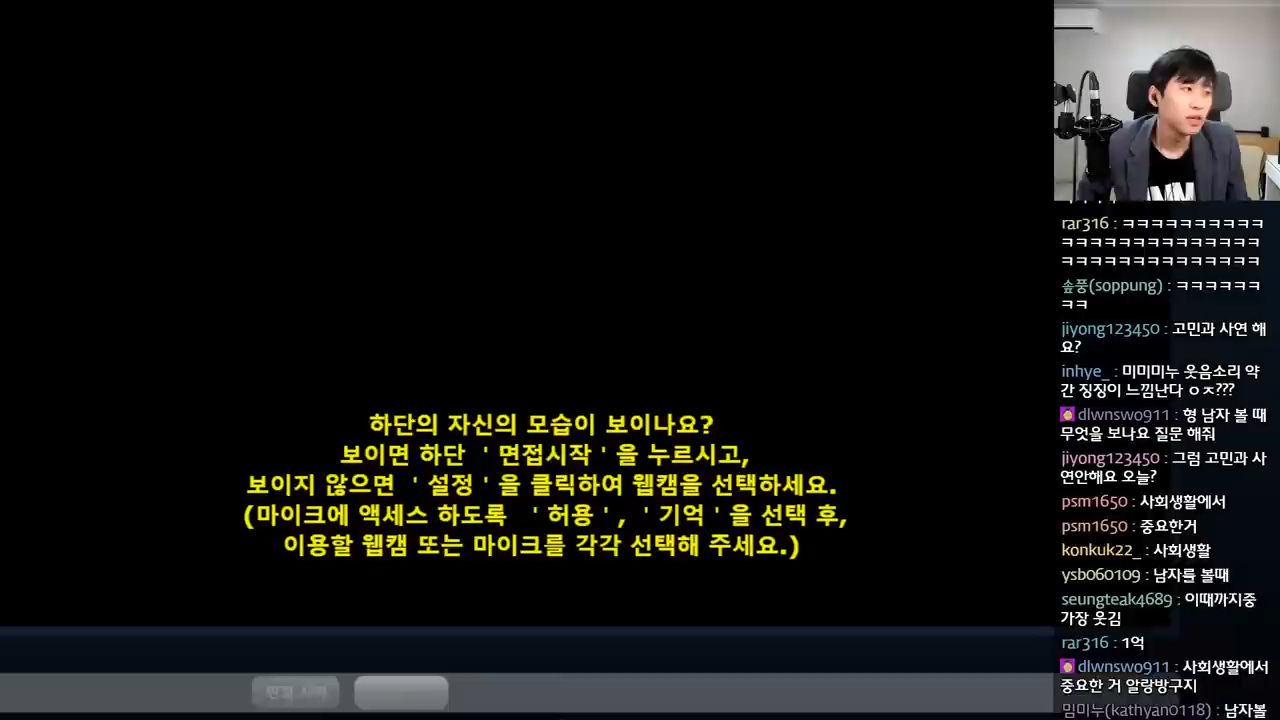 하단의 자신의 모습이 보이나요?
보이면 하단 '면접시작'을 누르시고,
보이지 않으면 '설정'을 클릭하여 웹캠을 선택하세요.
(마이크에 액세스 하도록 '허용', '기억'을 선택 후,
이용할 웹캠 또는 마이크를 각각 선택해 주세요.)
rar316 : ㅋㅋㅋㅋㅋㅋㅋㅋㅋㅋ
ㅋㅋㅋㅋㅋㅋㅋㅋㅋㅋㅋㅋㅋㅋ
ㅋㅋㅋㅋㅋㅋㅋㅋㅋㅋㅋㅋㅋㅋ
숖풍(soppung) : ㅋㅋㅋㅋㅋㅋ
ㅋㅋ
jiyong123450 : 고민과 사연 해
요?
inhye_ : 미미미누 웃음소리 약
간 징징이 느낌난다 ㅇㅈ???
dlwnswo911 : 형 남자 볼 때
무엇을 보나요 질문 해줘
jiyong123450 : 그럼 고민과 사
연안해요 오늘?
psm1650 : 사회생활에서
psm1650 : 중요한거
konkuk22_ : 사회생활
ysb060109 : 남자를 볼때
seungteak4689 : 이때까지중
가장 웃김
rar316 : 1억
dlwnswo911 : 사회생활에서
중요한 거 알랑방구지
밈미누(kathyan0118) : 남자볼